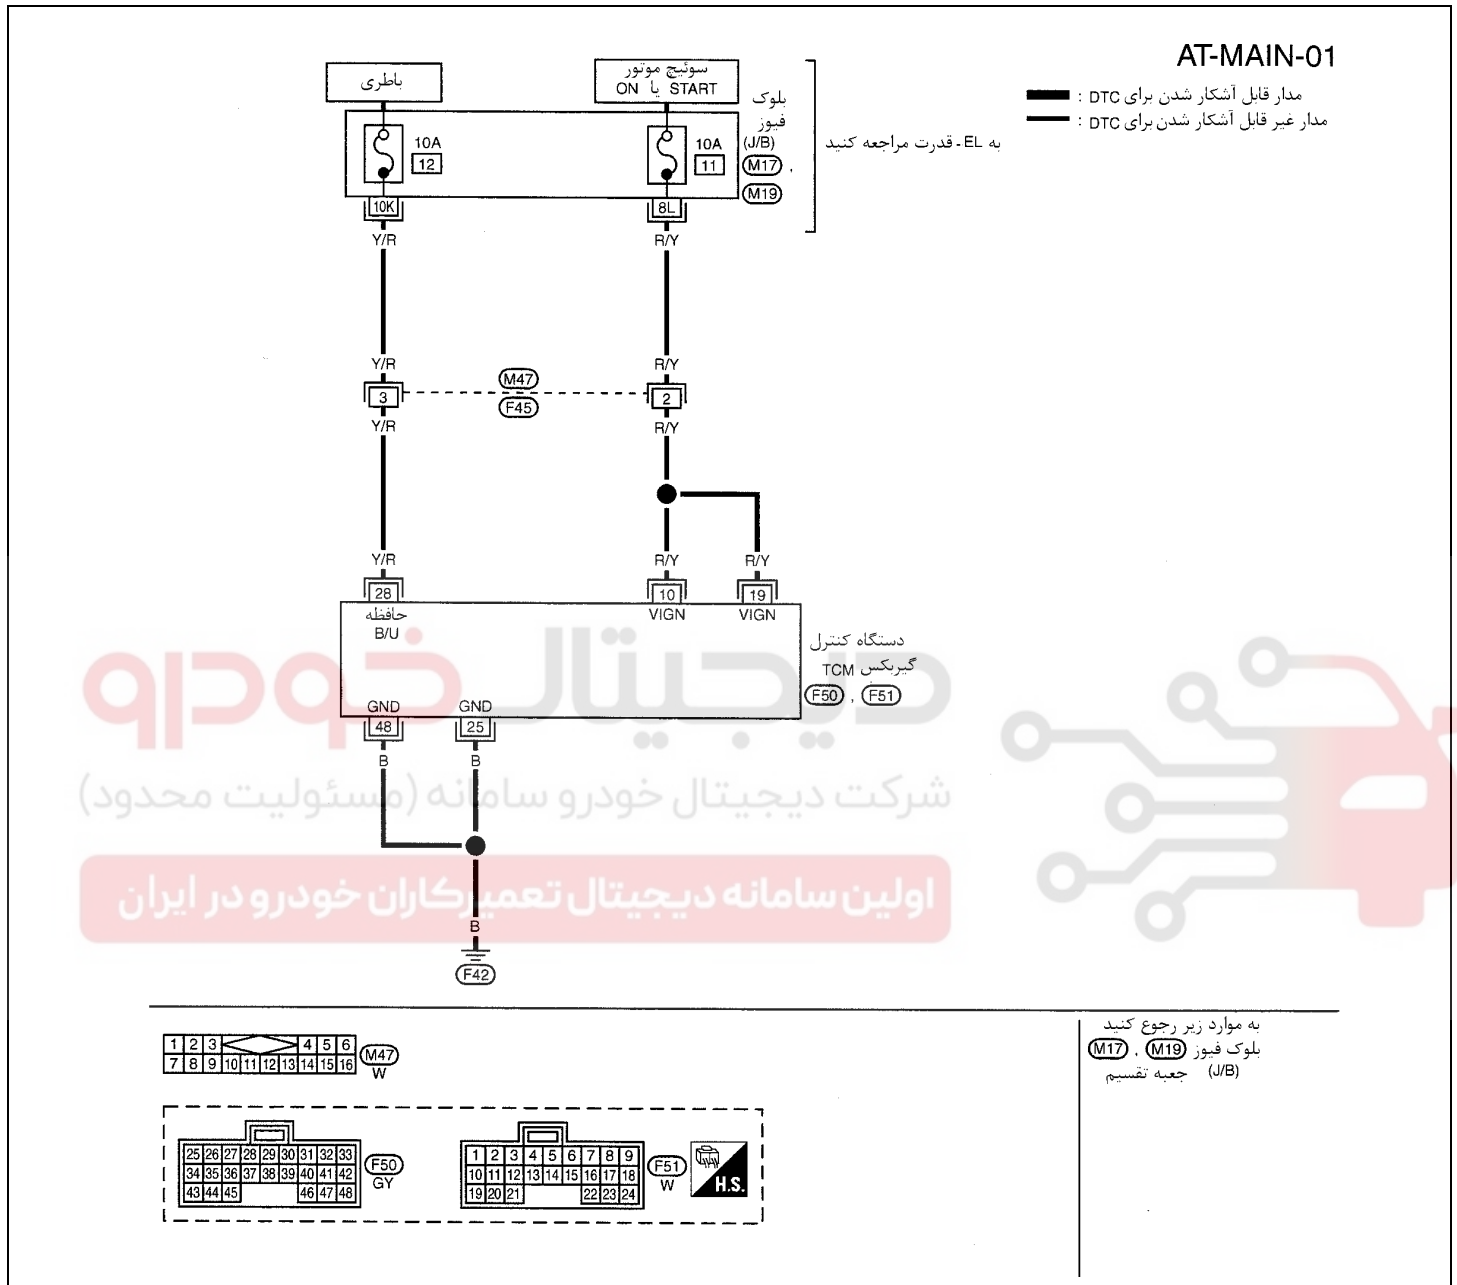 AT-MAIN-01
مدار قابل آشکار شدن برای DTC :
مدار غیر قابل آشکار شدن برای DTC :
باطری
سوئیچ موتور
START یا ON
بلوک
فیوز
(J/B)
M17 ,
M19
به EL - قدرت مراجعه کنید
10A
12
10A
11
10K
8L
Y/R
R/Y
Y/R
R/Y
M47
3
2
F45
Y/R
R/Y
Y/R
R/Y
R/Y
28
10
19
حافظه
B/U
VIGN
VIGN
دستگاه کنترل
گیربکس TCM
F50 , F51
GND
GND
48
25
B
B
B
F42
دیجیتال خودرو
شرکت دیجیتال خودرو سامانه (مسئولیت محدود)
اولین سامانه دیجیتال تعمیرکاران خودرو در ایران
به موارد زیر رجوع کنید
بلوک فیوز M19 , M17
جعبه تقسیم (J/B)
1 2 3 4 5 6
7 8 9 10 11 12 13 14 15 16
M47
W
25 26 27 28 29 30 31 32 33
34 35 36 37 38 39 40 41 42
43 44 45 46 47 48
F50
GY
1 2 3 4 5 6 7 8 9
10 11 12 13 14 15 16 17 18
19 20 21 22 23 24
F51
W
H.S.